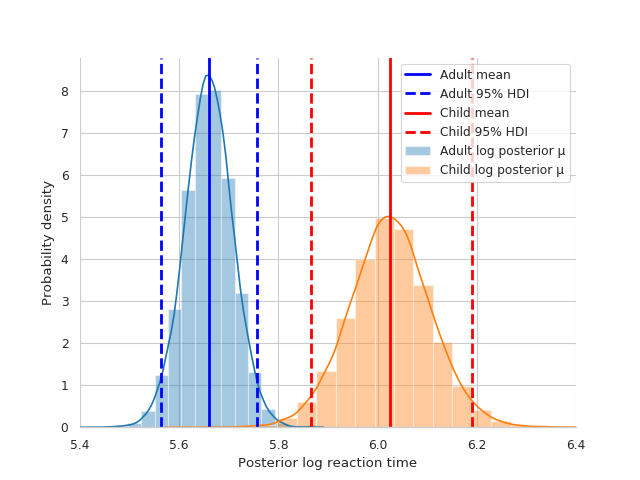 Adult mean
Adult 95% HDI
Child mean
Child 95% HDI
Adult log posterior μ
Child log posterior μ
Probability density
8
7
6
5
4
3
2
1
0
5.4 5.6 5.8 6.0 6.2 6.4
Posterior log reaction time